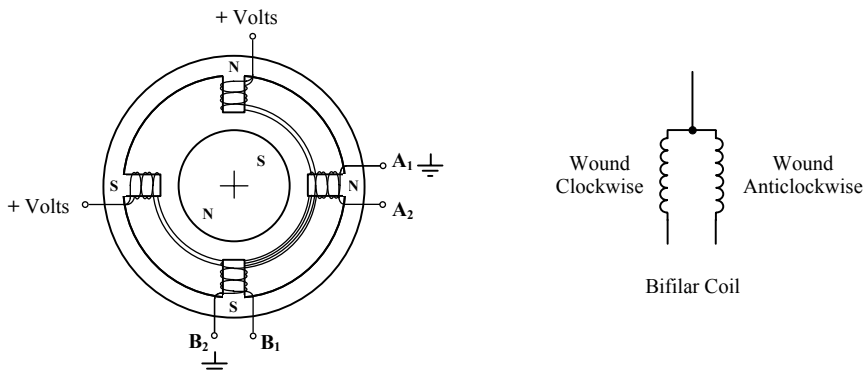 + Volts
N
S
A₁
S
N
+ Volts
N
A₂
S
B₂
B₁
Wound
Clockwise
Wound
Anticlockwise
Bifilar Coil